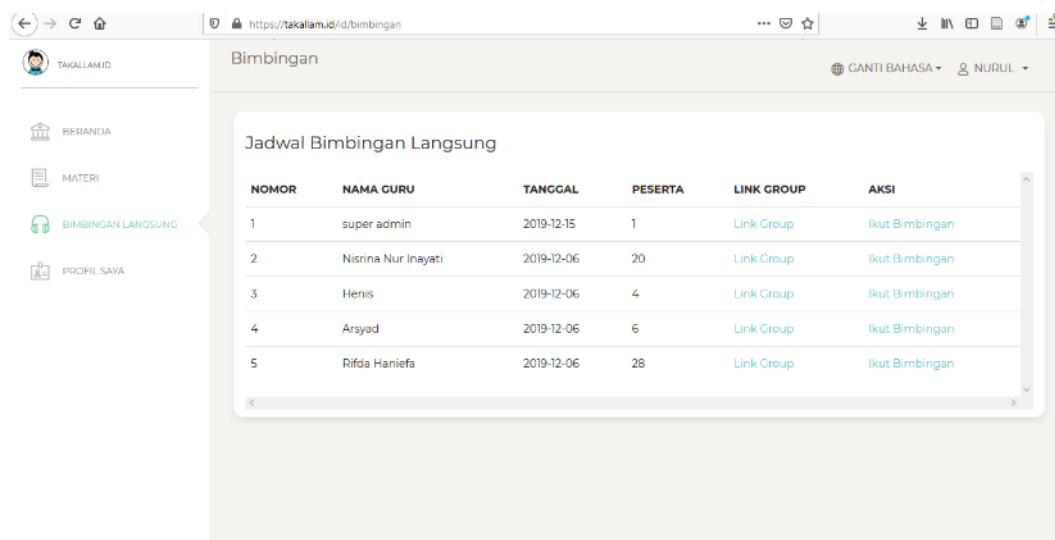 https://takallam.id/id/bimbingan
TAKALLAM.ID
Bimbingan
GANTI BAHASA
NURUL
BERANDA
MATERI
BIMBINGAN LANGSUNG
PROFIL SAYA
Jadwal Bimbingan Langsung
NOMOR NAMA GURU TANGGAL PESERTA LINK GROUP AKSI
1 super admin 2019-12-15 1 Link Group Ikut Bimbingan
2 Nisrina Nur Inayati 2019-12-06 20 Link Group Ikut Bimbingan
3 Henis 2019-12-06 4 Link Group Ikut Bimbingan
4 Arsyad 2019-12-06 6 Link Group Ikut Bimbingan
5 Rifda Haniefa 2019-12-06 28 Link Group Ikut Bimbingan